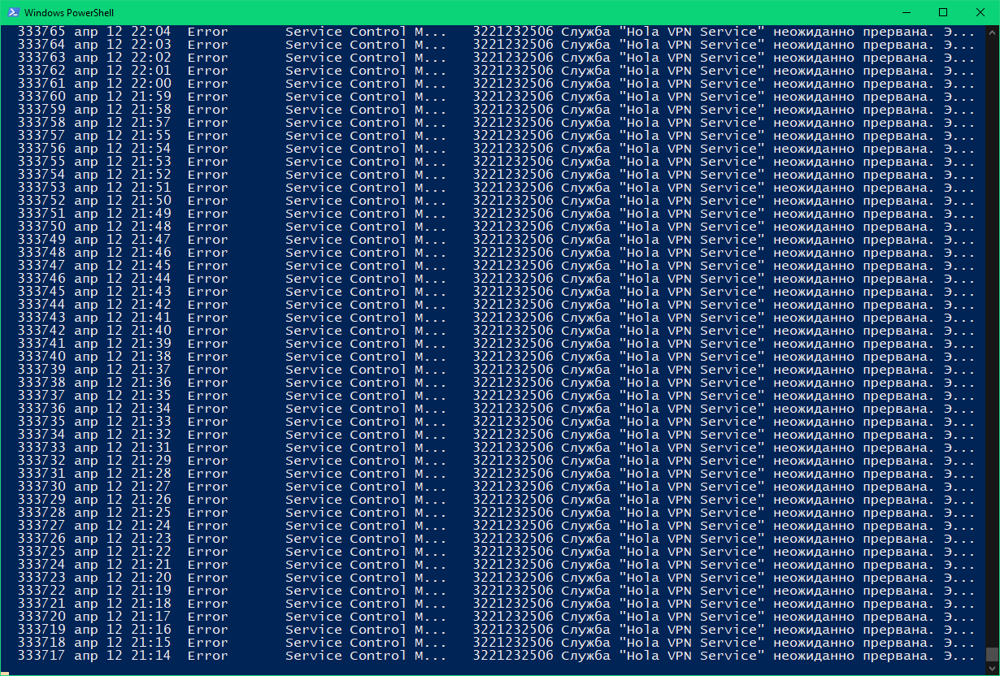 Windows PowerShell
333765 апр 12 22:04 Error Service Control M... 3221232506 Служба "Hola VPN Service" неожиданно прервана. Э...
333764 апр 12 22:03 Error Service Control M... 3221232506 Служба "Hola VPN Service" неожиданно прервана. Э...
333763 апр 12 22:02 Error Service Control M... 3221232506 Служба "Hola VPN Service" неожиданно прервана. Э...
333762 апр 12 22:01 Error Service Control M... 3221232506 Служба "Hola VPN Service" неожиданно прервана. Э...
333761 апр 12 22:00 Error Service Control M... 3221232506 Служба "Hola VPN Service" неожиданно прервана. Э...
333760 апр 12 21:59 Error Service Control M... 3221232506 Служба "Hola VPN Service" неожиданно прервана. Э...
333759 апр 12 21:58 Error Service Control M... 3221232506 Служба "Hola VPN Service" неожиданно прервана. Э...
333758 апр 12 21:57 Error Service Control M... 3221232506 Служба "Hola VPN Service" неожиданно прервана. Э...
333757 апр 12 21:55 Error Service Control M... 3221232506 Служба "Hola VPN Service" неожиданно прервана. Э...
333756 апр 12 21:54 Error Service Control M... 3221232506 Служба "Hola VPN Service" неожиданно прервана. Э...
333755 апр 12 21:53 Error Service Control M... 3221232506 Служба "Hola VPN Service" неожиданно прервана. Э...
333754 апр 12 21:52 Error Service Control M... 3221232506 Служба "Hola VPN Service" неожиданно прервана. Э...
333753 апр 12 21:51 Error Service Control M... 3221232506 Служба "Hola VPN Service" неожиданно прервана. Э...
333752 апр 12 21:50 Error Service Control M... 3221232506 Служба "Hola VPN Service" неожиданно прервана. Э...
333751 апр 12 21:49 Error Service Control M... 3221232506 Служба "Hola VPN Service" неожиданно прервана. Э...
333750 апр 12 21:48 Error Service Control M... 3221232506 Служба "Hola VPN Service" неожиданно прервана. Э...
333749 апр 12 21:47 Error Service Control M... 3221232506 Служба "Hola VPN Service" неожиданно прервана. Э...
333748 апр 12 21:46 Error Service Control M... 3221232506 Служба "Hola VPN Service" неожиданно прервана. Э...
333747 апр 12 21:45 Error Service Control M... 3221232506 Служба "Hola VPN Service" неожиданно прервана. Э...
333746 апр 12 21:44 Error Service Control M... 3221232506 Служба "Hola VPN Service" неожиданно прервана. Э...
333745 апр 12 21:43 Error Service Control M... 3221232506 Служба "Hola VPN Service" неожиданно прервана. Э...
333744 апр 12 21:42 Error Service Control M... 3221232506 Служба "Hola VPN Service" неожиданно прервана. Э...
333743 апр 12 21:41 Error Service Control M... 3221232506 Служба "Hola VPN Service" неожиданно прервана. Э...
333742 апр 12 21:40 Error Service Control M... 3221232506 Служба "Hola VPN Service" неожиданно прервана. Э...
333741 апр 12 21:39 Error Service Control M... 3221232506 Служба "Hola VPN Service" неожиданно прервана. Э...
333740 апр 12 21:38 Error Service Control M... 3221232506 Служба "Hola VPN Service" неожиданно прервана. Э...
333739 апр 12 21:37 Error Service Control M... 3221232506 Служба "Hola VPN Service" неожиданно прервана. Э...
333738 апр 12 21:36 Error Service Control M... 3221232506 Служба "Hola VPN Service" неожиданно прервана. Э...
333737 апр 12 21:35 Error Service Control M... 3221232506 Служба "Hola VPN Service" неожиданно прервана. Э...
333736 апр 12 21:34 Error Service Control M... 3221232506 Служба "Hola VPN Service" неожиданно прервана. Э...
333735 апр 12 21:33 Error Service Control M... 3221232506 Служба "Hola VPN Service" неожиданно прервана. Э...
333734 апр 12 21:32 Error Service Control M... 3221232506 Служба "Hola VPN Service" неожиданно прервана. Э...
333733 апр 12 21:31 Error Service Control M... 3221232506 Служба "Hola VPN Service" неожиданно прервана. Э...
333732 апр 12 21:29 Error Service Control M... 3221232506 Служба "Hola VPN Service" неожиданно прервана. Э...
333731 апр 12 21:28 Error Service Control M... 3221232506 Служба "Hola VPN Service" неожиданно прервана. Э...
333730 апр 12 21:27 Error Service Control M... 3221232506 Служба "Hola VPN Service" неожиданно прервана. Э...
333729 апр 12 21:26 Error Service Control M... 3221232506 Служба "Hola VPN Service" неожиданно прервана. Э...
333728 апр 12 21:25 Error Service Control M... 3221232506 Служба "Hola VPN Service" неожиданно прервана. Э...
333727 апр 12 21:24 Error Service Control M... 3221232506 Служба "Hola VPN Service" неожиданно прервана. Э...
333726 апр 12 21:23 Error Service Control M... 3221232506 Служба "Hola VPN Service" неожиданно прервана. Э...
333725 апр 12 21:22 Error Service Control M... 3221232506 Служба "Hola VPN Service" неожиданно прервана. Э...
333724 апр 12 21:21 Error Service Control M... 3221232506 Служба "Hola VPN Service" неожиданно прервана. Э...
333723 апр 12 21:20 Error Service Control M... 3221232506 Служба "Hola VPN Service" неожиданно прервана. Э...
333722 апр 12 21:19 Error Service Control M... 3221232506 Служба "Hola VPN Service" неожиданно прервана. Э...
333721 апр 12 21:18 Error Service Control M... 3221232506 Служба "Hola VPN Service" неожиданно прервана. Э...
333720 апр 12 21:17 Error Service Control M... 3221232506 Служба "Hola VPN Service" неожиданно прервана. Э...
333719 апр 12 21:16 Error Service Control M... 3221232506 Служба "Hola VPN Service" неожиданно прервана. Э...
333718 апр 12 21:15 Error Service Control M... 3221232506 Служба "Hola VPN Service" неожиданно прервана. Э...
333717 апр 12 21:14 Error Service Control M... 3221232506 Служба "Hola VPN Service" неожиданно прервана. Э...